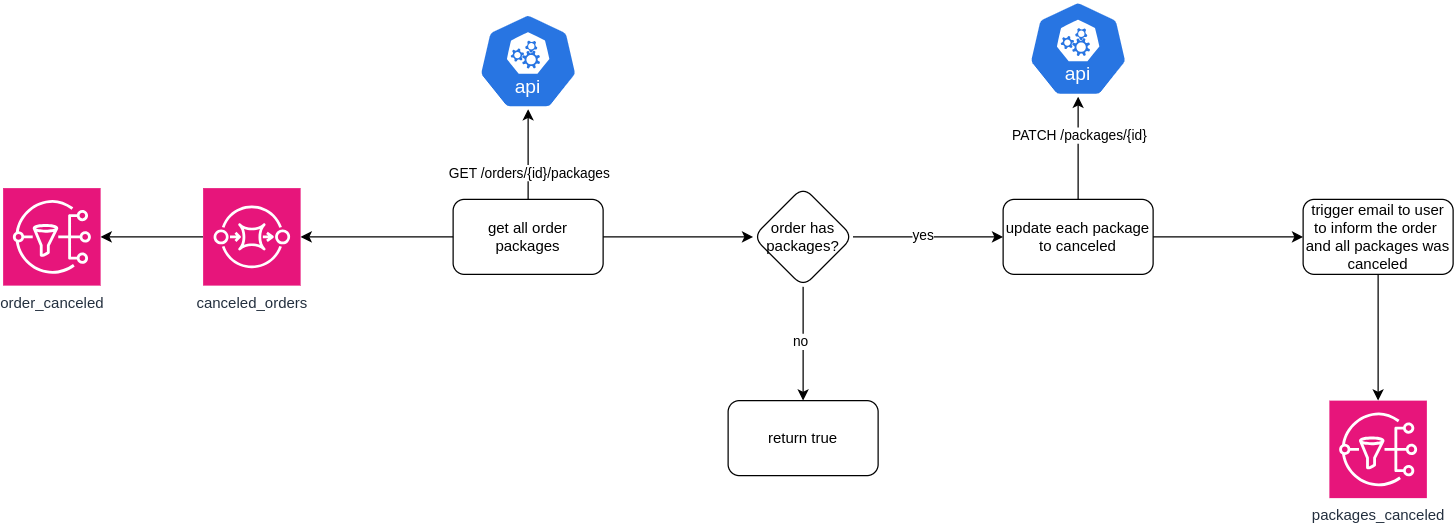 api
api
GET /orders/{id}/packages
PATCH /packages/{id}
order_canceled
canceled_orders
get all order
packages
order has
packages?
yes
no
return true
update each package
to canceled
trigger email to user
to inform the order
and all packages was
canceled
packages_canceled